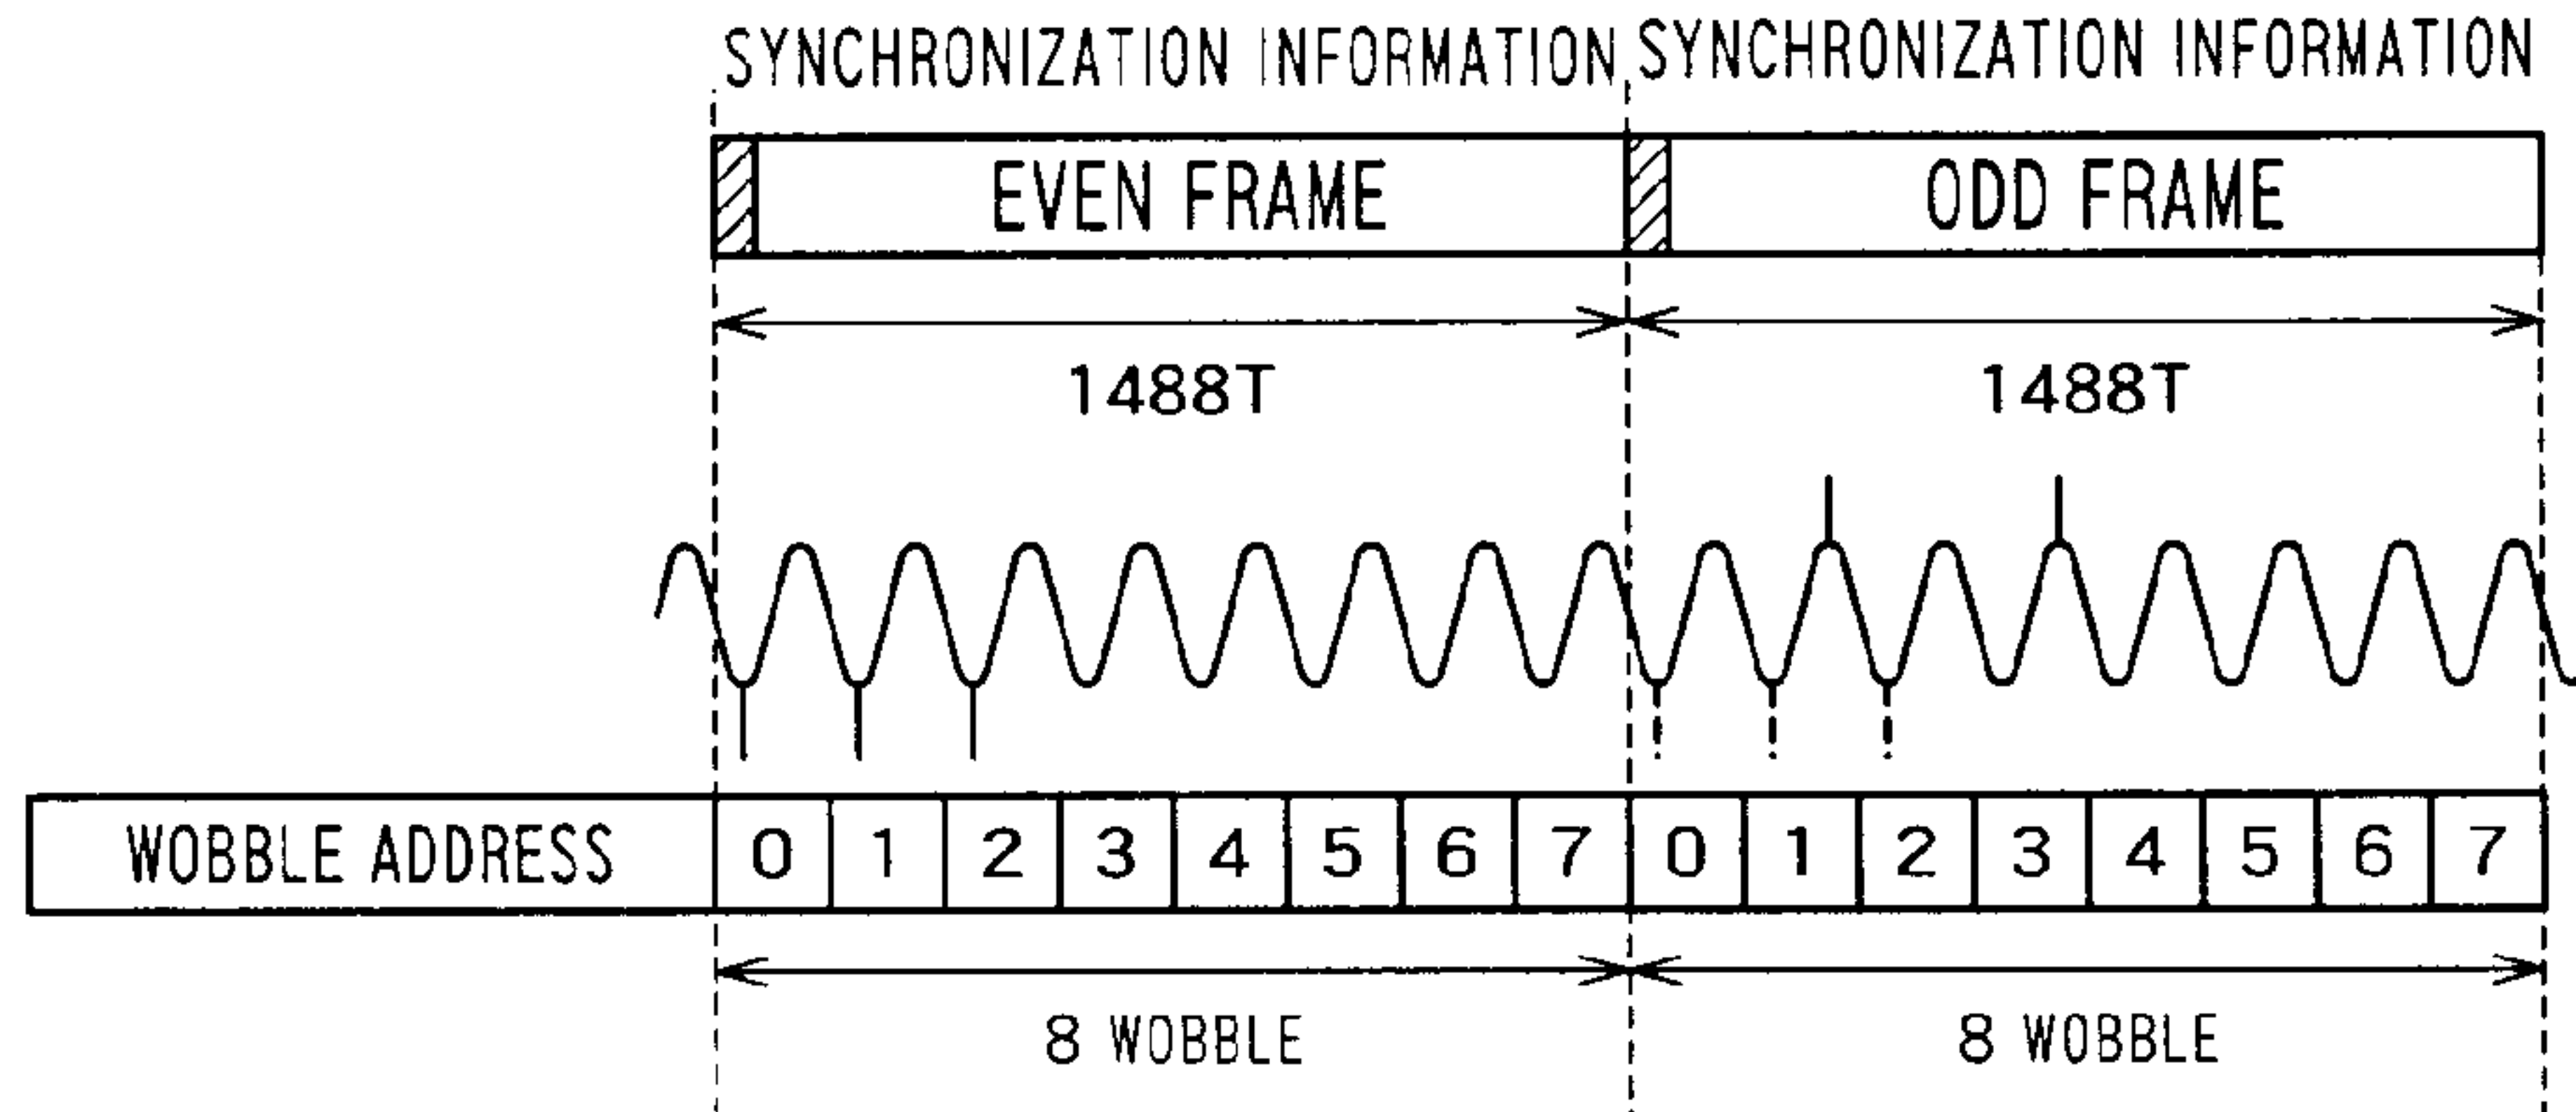 SYNCHRONIZATION INFORMATION SYNCHRONIZATION INFORMATION
EVEN FRAME ODD FRAME
1488T 1488T
WOBBLE ADDRESS 0 1 2 3 4 5 6 7 0 1 2 3 4 5 6 7
8 WOBBLE 8 WOBBLE